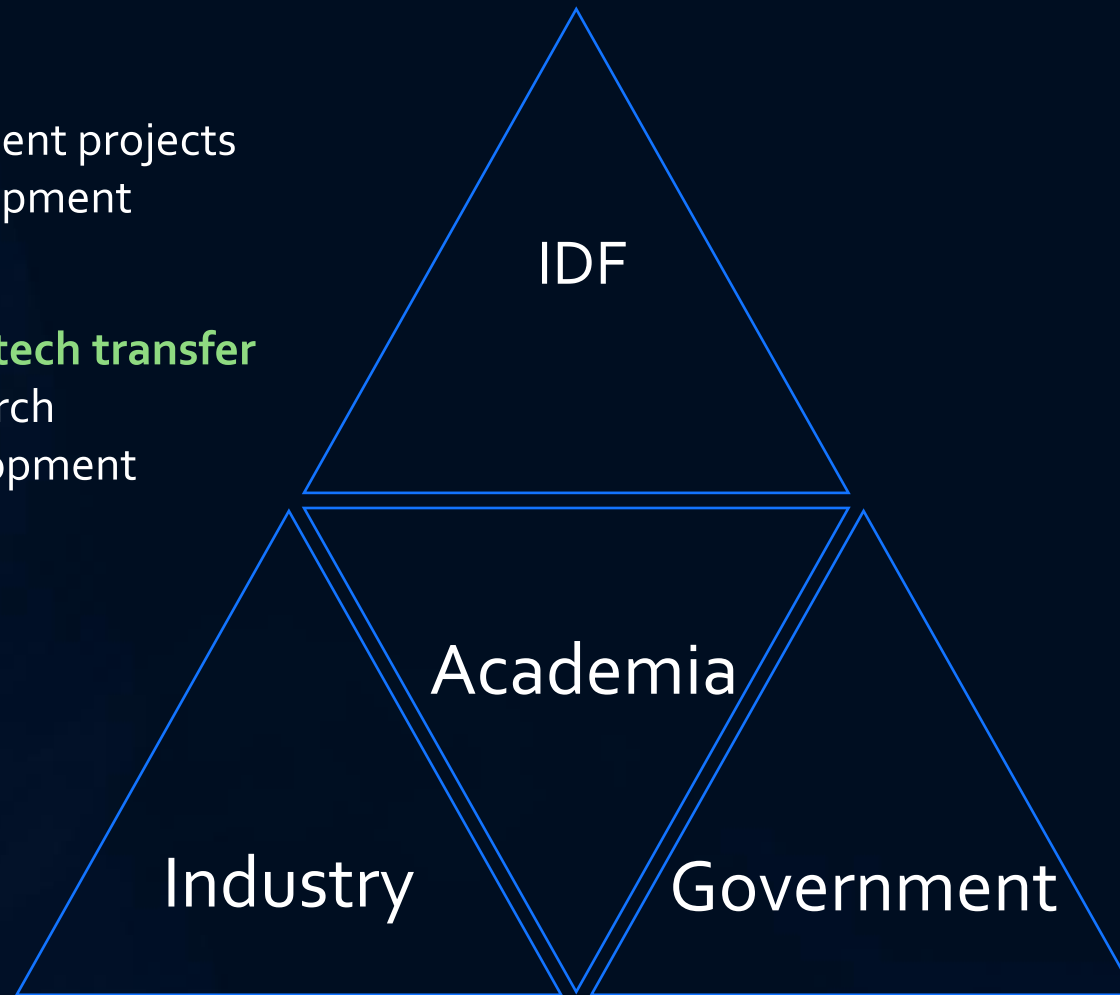 ent projects
pment
tech transfer
rch
opment
IDF
Academia
Industry
Government